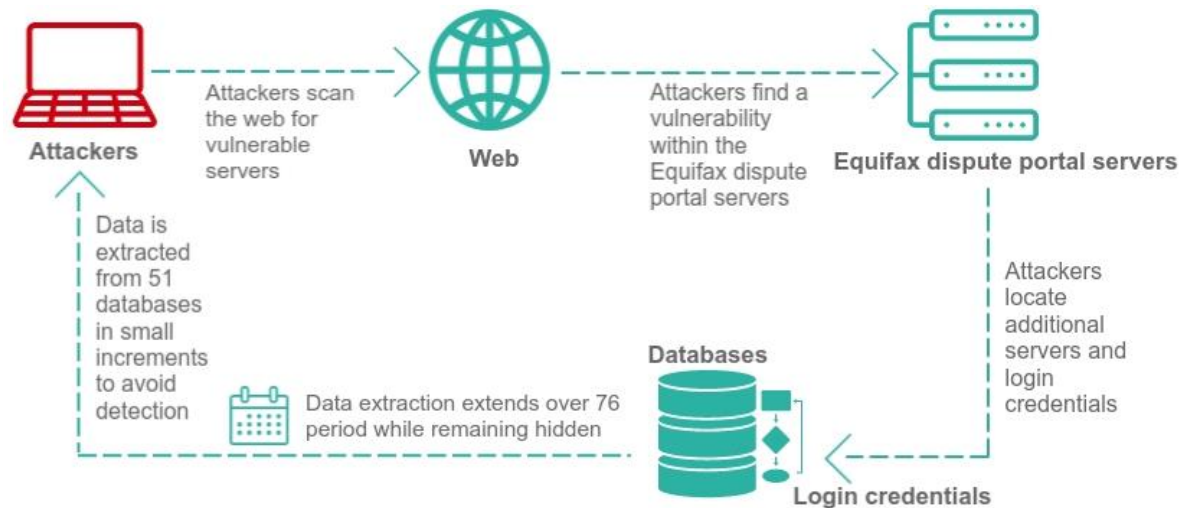 Attackers
Attackers scan
the web for
vulnerable
servers
Web
Attackers find a
vulnerability
within the
Equifax dispute
portal servers
Equifax dispute portal servers
Attackers
locate
additional
servers and
login
credentials
Databases
Login credentials
Data extraction extends over 76
period while remaining hidden
Data is
extracted
from 51
databases
in small
increments
to avoid
detection